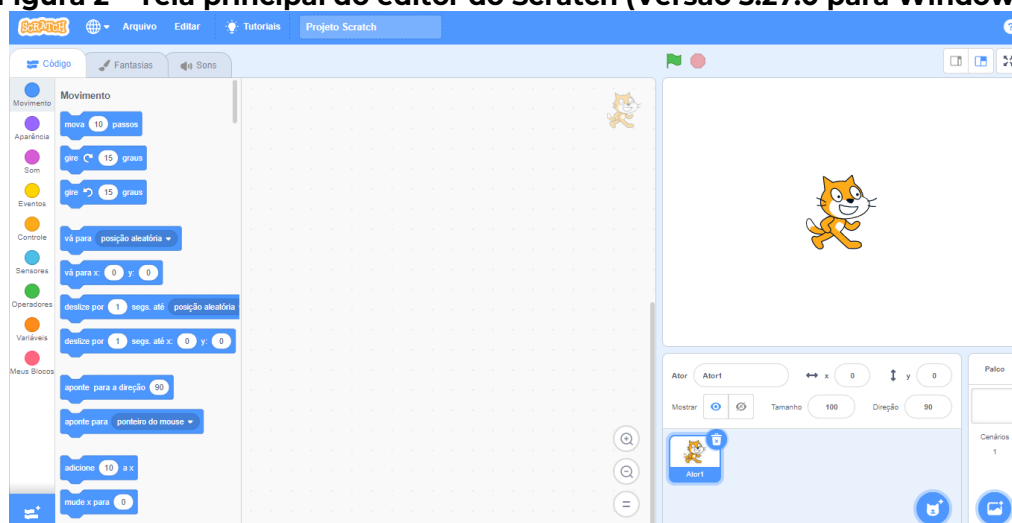 Figura 2 – Tela principal do editor do Scratch (Versão 3.27.0 para Window
SCRATCH Arquivo Editar Tutoriais Projeto Scratch ?
Código Fantasias Sons
Movimento
Aparência
Som
Eventos
Controle
Sensores
Operadores
Variáveis
Meus Blocos
Movimento
mova 10 passos
gire 15 graus
gire 15 graus
vá para posição aleatória
vá para x: 0 y: 0
deslize por 1 segs. até posição aleatória
deslize por 1 segs. até x: 0 y: 0
aponte para a direção 90
aponte para ponteiro do mouse
adicione 10 a x
mude x para 0
Ator Ator1 x 0 y 0
Mostrar Tamanho 100 Direção 90
Ator1
Palco
Cenários
1